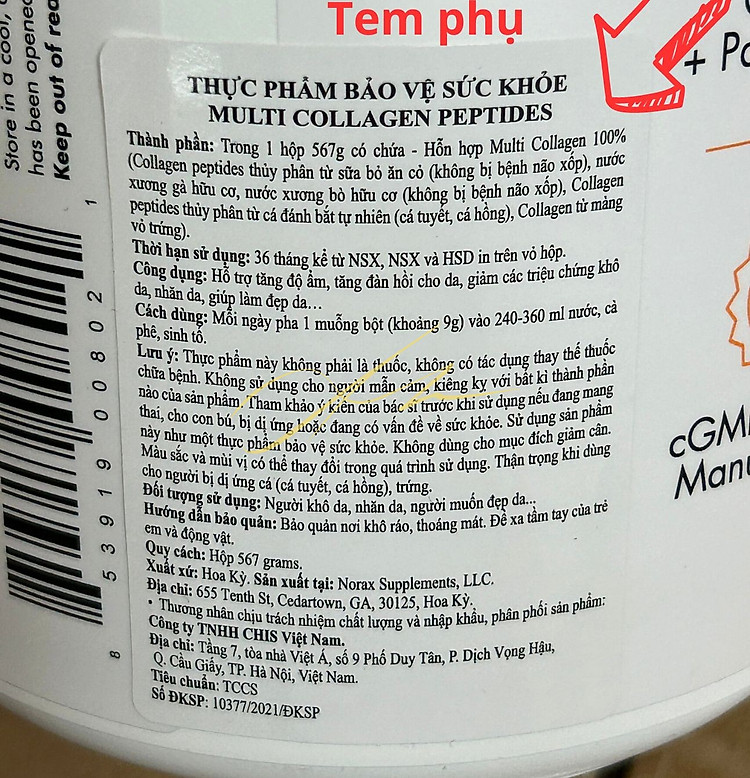 Tem phụ
Store in a cool,
has been opened
Keep out of rea
+ Po
THỰC PHẨM BẢO VỆ SỨC KHỎE
MULTI COLLAGEN PEPTIDES
Thành phần: Trong 1 hộp 567g có chứa - Hỗn hợp Multi Collagen 100%
(Collagen peptides thủy phân từ sữa bò ăn cỏ (không bị bệnh não xốp), nước
xương gà hữu cơ, nước xương bò hữu cơ (không bị bệnh não xốp), Collagen
peptides thủy phân từ cá đánh bắt tự nhiên (cá tuyết, cá hồng), Collagen từ màng
vỏ trứng).
Thời hạn sử dụng: 36 tháng kể từ NSX, NSX và HSD in trên vỏ hộp.
Công dụng: Hỗ trợ tăng độ ẩm, tăng đàn hồi cho da, giảm các triệu chứng khô
da, nhăn da, giúp làm đẹp da...
Cách dùng: Mỗi ngày pha 1 muỗng bột (khoảng 9g) vào 240-360 ml nước, cà
phê, sinh tố.
Lưu ý: Thực phẩm này không phải là thuốc, không có tác dụng thay thế thuốc
chữa bệnh. Không sử dụng cho người mẫn cảm, kiêng kỵ với bất kì thành phần
nào của sản phẩm. Tham khảo ý kiến của bác sĩ trước khi sử dụng nếu đang mang
thai, cho con bú, bị dị ứng hoặc đang có vấn đề về sức khỏe. Sử dụng sản phẩm
này như một thực phẩm bảo vệ sức khỏe. Không dùng cho mục đích giảm cân.
Màu sắc và mùi vị có thể thay đổi trong quá trình sử dụng. Thận trọng khi dùng
cho người bị dị ứng cá (cá tuyết, cá hồng), trứng.
Đối tượng sử dụng: Người khô da, nhăn da, người muốn đẹp da...
Hướng dẫn bảo quản: Bảo quản nơi khô ráo, thoáng mát. Để xa tầm tay của trẻ
em và động vật.
Quy cách: Hộp 567 grams.
Xuất xứ: Hoa Kỳ. Sản xuất tại: Norax Supplements, LLC.
Địa chỉ: 655 Tenth St, Cedartown, GA, 30125, Hoa Kỳ.
* Thương nhân chịu trách nhiệm chất lượng và nhập khẩu, phân phối sản phẩm:
Công ty TNHH CHIS Việt Nam.
Địa chỉ: Tầng 7, tòa nhà Việt Á, số 9 Phố Duy Tân, P. Dịch Vọng Hậu,
Q. Cầu Giấy, TP. Hà Nội, Việt Nam.
Tiêu chuẩn: TCCS
Số ĐKSP: 10377/2021/ĐKSP
8 53919 00802 1
cGM
Manu